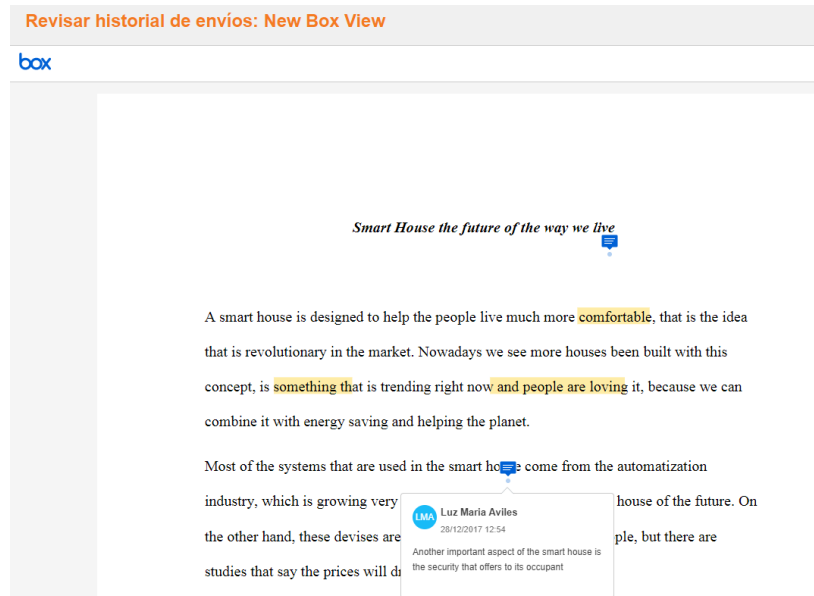 Revisar historial de envíos: New Box View
box
Smart House the future of the way we live
A smart house is designed to help the people live much more comfortable, that is the idea
that is revolutionary in the market. Nowadays we see more houses been built with this
concept, is something that is trending right now and people are loving it, because we can
combine it with energy saving and helping the planet.
Most of the systems that are used in the smart ho e come from the automatization
industry, which is growing very house of the future. On
the other hand, these devises are ple, but there are
studies that say the prices will d
LMA
Luz Maria Aviles
28/12/2017 12:54
Another important aspect of the smart house is
the security that offers to its occupant